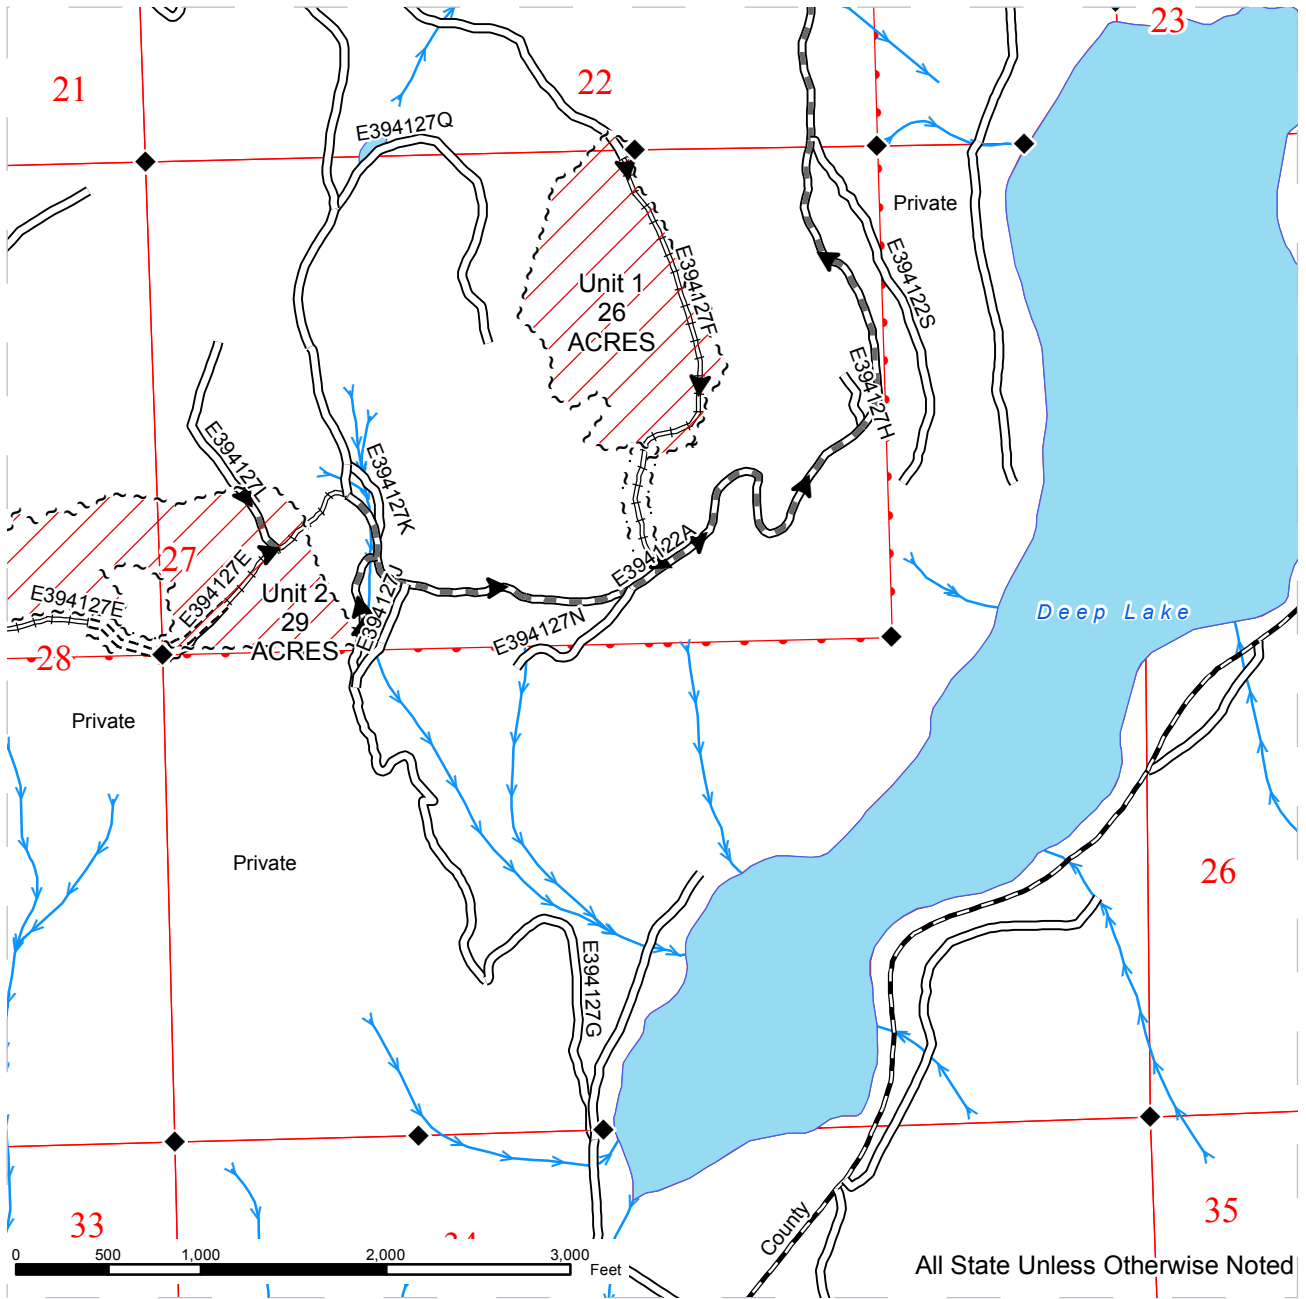 23
21
22
E394127Q
Private
E394122S
E394127F
Unit 1
26
ACRES
E394127H
E394127L
E394127K
27
E394127E
E394122A
E394127E
Unit 2
29
ACRES
E394127J
E394127N
Deep Lake
28
Private
Private
26
E394127G
33
35
County
0 500 1,000 2,000 3,000
Feet
All State Unless Otherwise Noted